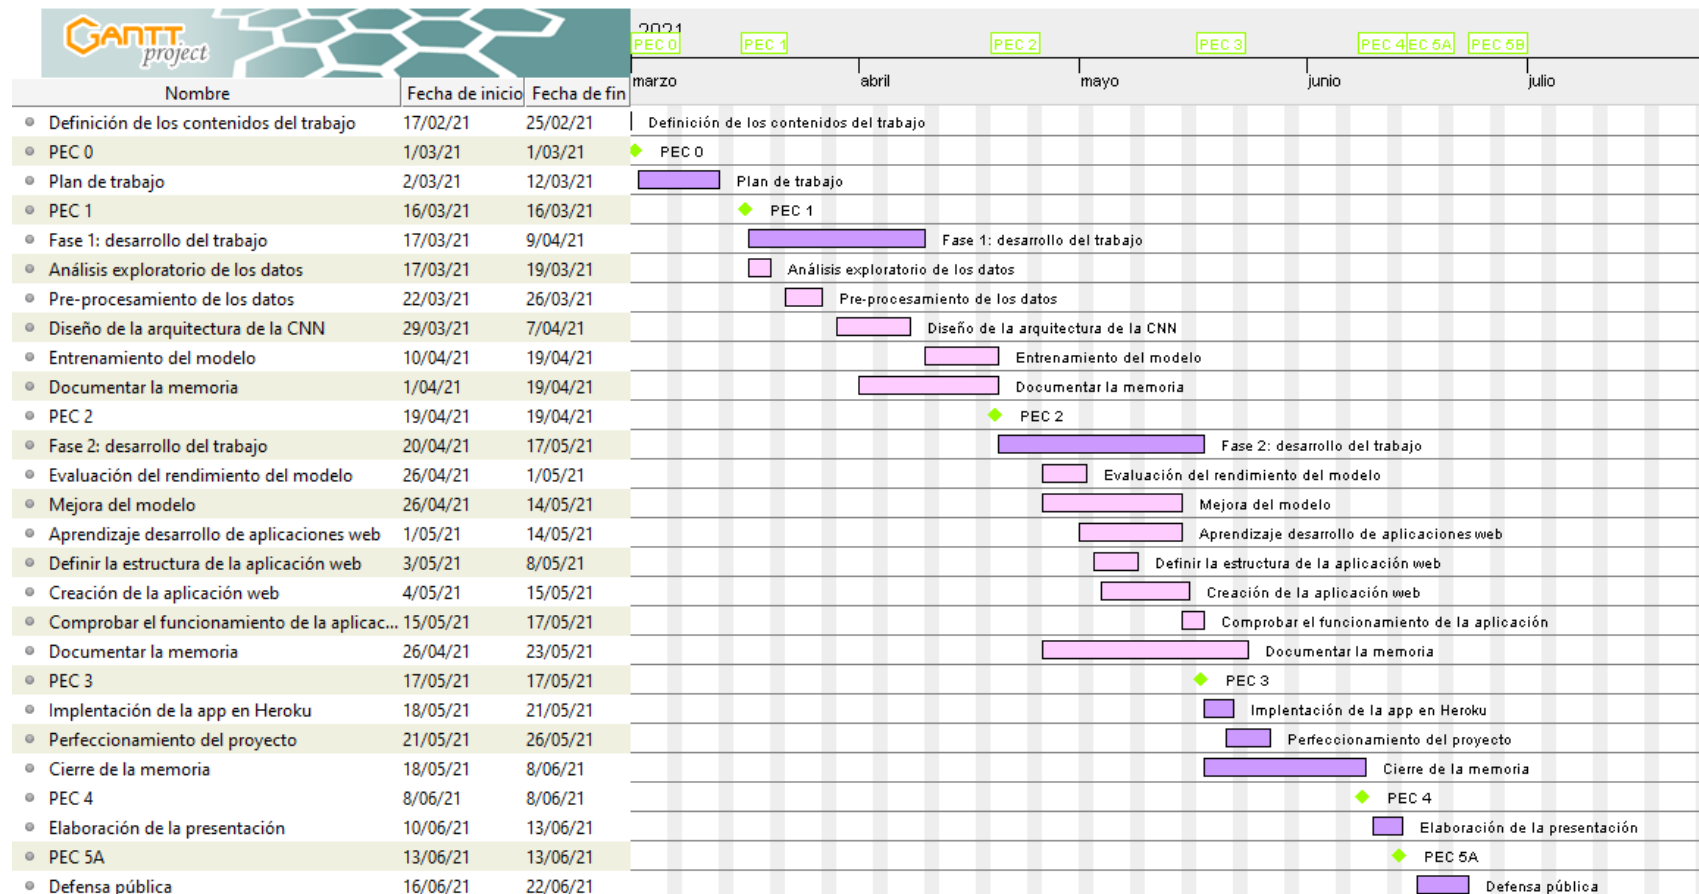 GANTT
project
2021
PEC 0 PEC 1 PEC 2 PEC 3 PEC 4 EC 5A PEC 5B
marzo abril mayo junio julio
Nombre Fecha de inicio Fecha de fin
Definición de los contenidos del trabajo 17/02/21 25/02/21 Definición de los contenidos del trabajo
PEC 0 1/03/21 1/03/21 PEC 0
Plan de trabajo 2/03/21 12/03/21 Plan de trabajo
PEC 1 16/03/21 16/03/21 PEC 1
Fase 1: desarrollo del trabajo 17/03/21 9/04/21 Fase 1: desarrollo del trabajo
Análisis exploratorio de los datos 17/03/21 19/03/21 Análisis exploratorio de los datos
Pre-procesamiento de los datos 22/03/21 26/03/21 Pre-procesamiento de los datos
Diseño de la arquitectura de la CNN 29/03/21 7/04/21 Diseño de la arquitectura de la CNN
Entrenamiento del modelo 10/04/21 19/04/21 Entrenamiento del modelo
Documentar la memoria 1/04/21 19/04/21 Documentar la memoria
PEC 2 19/04/21 19/04/21 PEC 2
Fase 2: desarrollo del trabajo 20/04/21 17/05/21 Fase 2: desarrollo del trabajo
Evaluación del rendimiento del modelo 26/04/21 1/05/21 Evaluación del rendimiento del modelo
Mejora del modelo 26/04/21 14/05/21 Mejora del modelo
Aprendizaje desarrollo de aplicaciones web 1/05/21 14/05/21 Aprendizaje desarrollo de aplicaciones web
Definir la estructura de la aplicación web 3/05/21 8/05/21 Definir la estructura de la aplicación web
Creación de la aplicación web 4/05/21 15/05/21 Creación de la aplicación web
Comprobar el funcionamiento de la aplicac... 15/05/21 17/05/21 Comprobar el funcionamiento de la aplicación
Documentar la memoria 26/04/21 23/05/21 Documentar la memoria
PEC 3 17/05/21 17/05/21 PEC 3
Implentación de la app en Heroku 18/05/21 21/05/21 Implentación de la app en Heroku
Perfeccionamiento del proyecto 21/05/21 26/05/21 Perfeccionamiento del proyecto
Cierre de la memoria 18/05/21 8/06/21 Cierre de la memoria
PEC 4 8/06/21 8/06/21 PEC 4
Elaboración de la presentación 10/06/21 13/06/21 Elaboración de la presentación
PEC 5A 13/06/21 13/06/21 PEC 5A
Defensa pública 16/06/21 22/06/21 Defensa pública